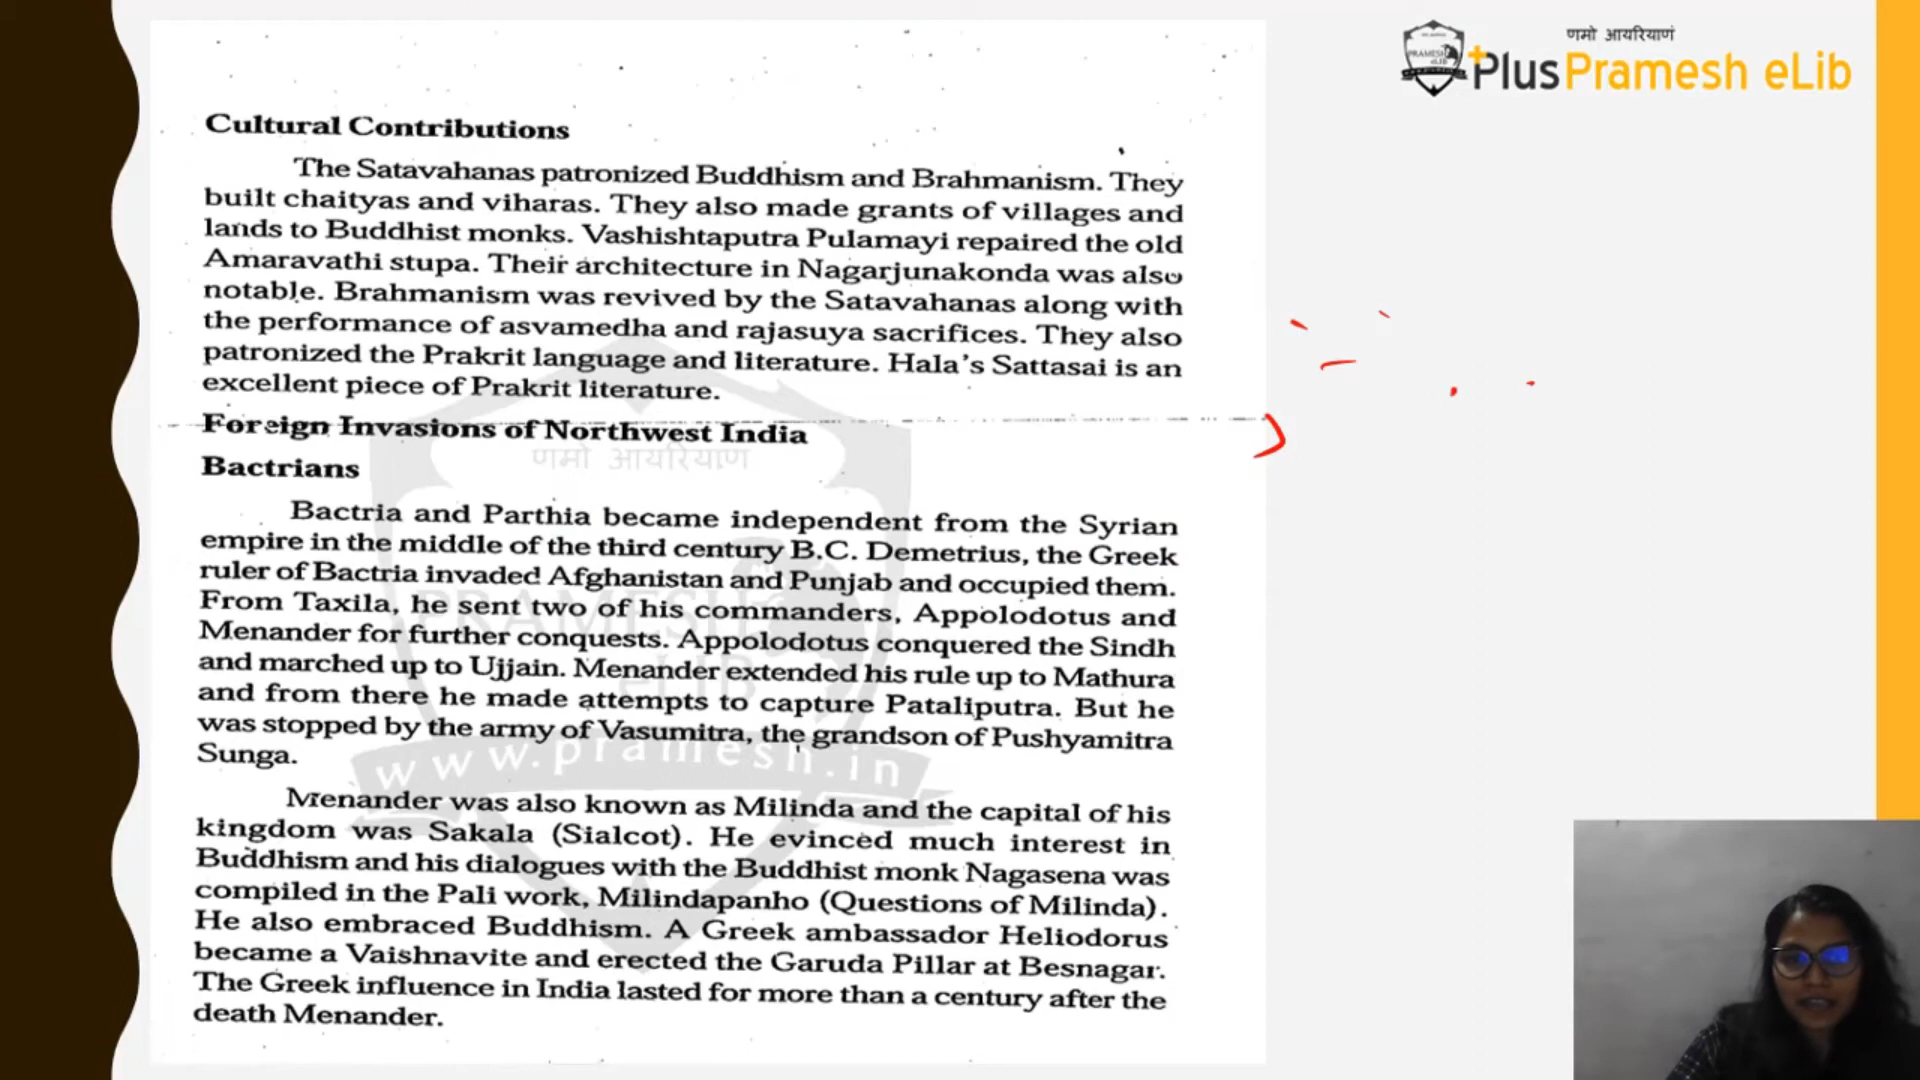 णमो आयरियाणं
PRAMESH
eLIB
Plus Pramesh eLib
Cultural Contributions
The Satavahanas patronized Buddhism and Brahmanism. They
built chaityas and viharas. They also made grants of villages and
lands to Buddhist monks. Vashishtaputra Pulamayi repaired the old
Amaravathi stupa. Their architecture in Nagarjunakonda was also
notable. Brahmanism was revived by the Satavahanas along with
the performance of asvamedha and rajasuya sacrifices. They also
patronized the Prakrit language and literature. Hala's Sattasai is an
excellent piece of Prakrit literature.
Foreign Invasions of Northwest India
णमो आयरियाण
Bactrians
Bactria and Parthia became independent from the Syrian
empire in the middle of the third century B.C. Demetrius, the Greek
ruler of Bactria invaded Afghanistan and Punjab and occupied them.
From Taxila, he sent two of his commanders, Appolodotus and
Menander for further conquests. Appolodotus conquered the Sindh
and marched up to Ujjain. Menander extended his rule up to Mathura
and from there he made attempts to capture Pataliputra. But he
was stopped by the army of Vasumitra, the grandson of Pushyamitra
Sunga.
PRAMESH
eLIB
www.pramesh.in
Menander was also known as Milinda and the capital of his
kingdom was Sakala (Sialcot). He evinced much interest in
Buddhism and his dialogues with the Buddhist monk Nagasena was
compiled in the Pali work, Milindapanho (Questions of Milinda).
He also embraced Buddhism. A Greek ambassador Heliodorus
became a Vaishnavite and erected the Garuda Pillar at Besnagar.
The Greek influence in India lasted for more than a century after the
death Menander.